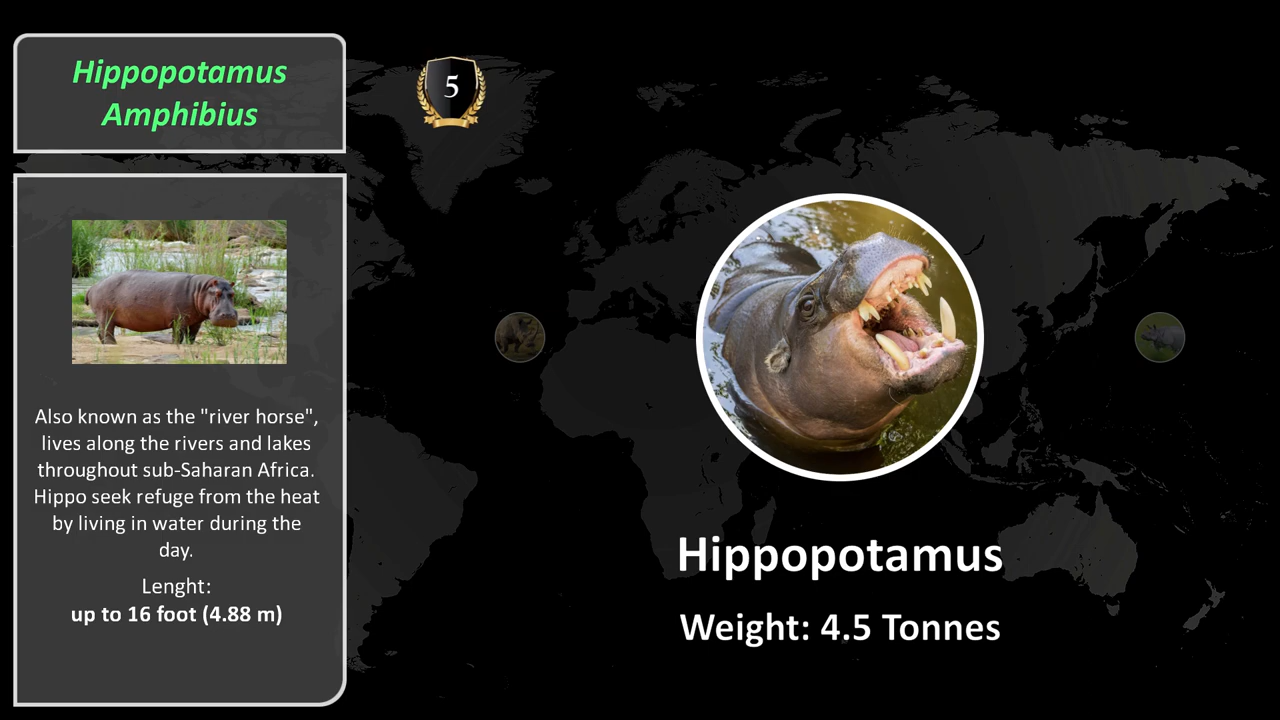 Hippopotamus
Amphibius
5
Also known as the "river horse",
lives along the rivers and lakes
throughout sub-Saharan Africa.
Hippo seek refuge from the heat
by living in water during the
day.
Lenght:
up to 16 foot (4.88 m)
Hippopotamus
Weight: 4.5 Tonnes